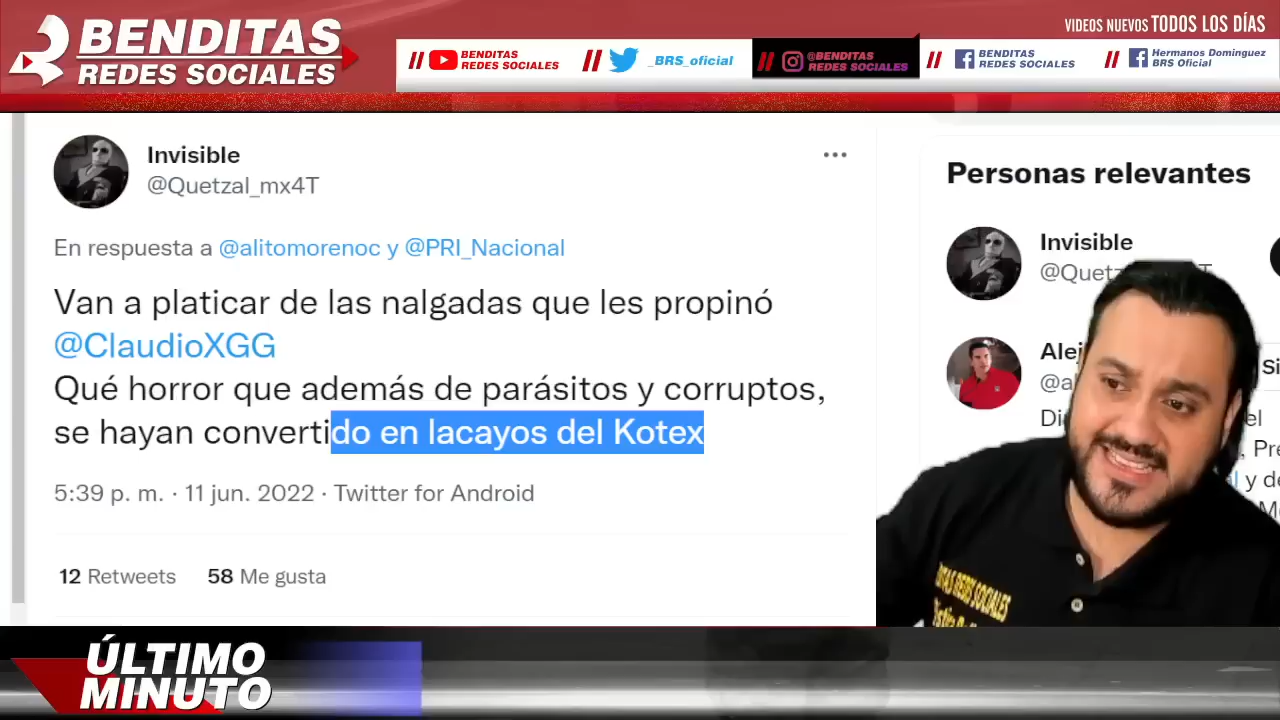 BENDITAS
REDES SOCIALES
VIDEOS NUEVOS TODOS LOS DÍAS
BENDITAS
REDES SOCIALES
_BRS_oficial
@BENDITAS
REDES SOCIALES
BENDITAS
REDES SOCIALES
Hermanos Dominguez
BRS Oficial
Invisible
@Quetzal_mx4T
En respuesta a @alitomorenoc y @PRI_Nacional
Van a platicar de las nalgadas que les propinó
@ClaudioXGG
Qué horror que además de parásitos y corruptos,
se hayan convertido en lacayos del Kotex
5:39 p. m. · 11 jun. 2022 · Twitter for Android
12 Retweets 58 Me gusta
Personas relevantes
Invisible
REDES SOCIALES
ÚLTIMO
MINUTO